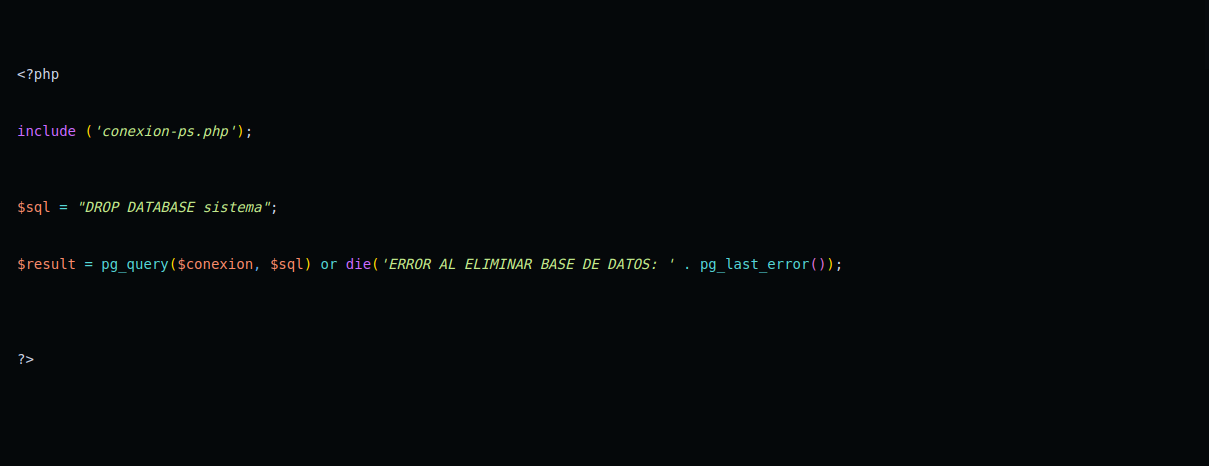 <?php
include ('conexion-ps.php');
$sql = "DROP DATABASE sistema";
$result = pg_query($conexion, $sql) or die('ERROR AL ELIMINAR BASE DE DATOS: ' . pg_last_error());
?>